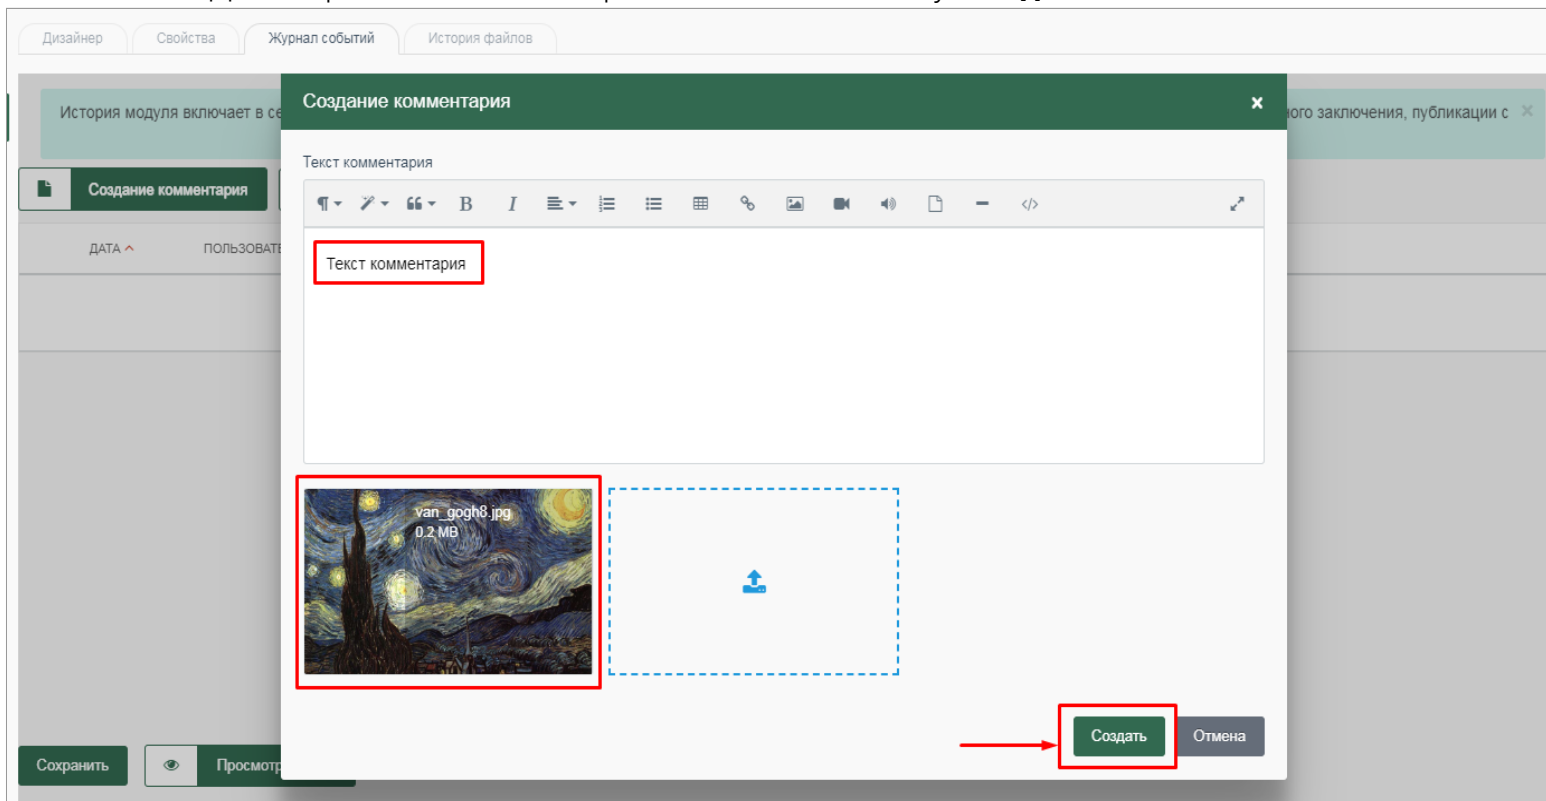 Дизайнер
Свойства
Журнал событий
История файлов
История модуля включает в се
ного заключения, публикации с ×
Создание комментария
x
Текст комментария
Создание комментария
B I
ДАТА
ПОЛЬЗОВАТЕ
Текст комментария
van_gogh8.jpg
0.2 MB
Создать
Отмена
Сохранить
Просмотр